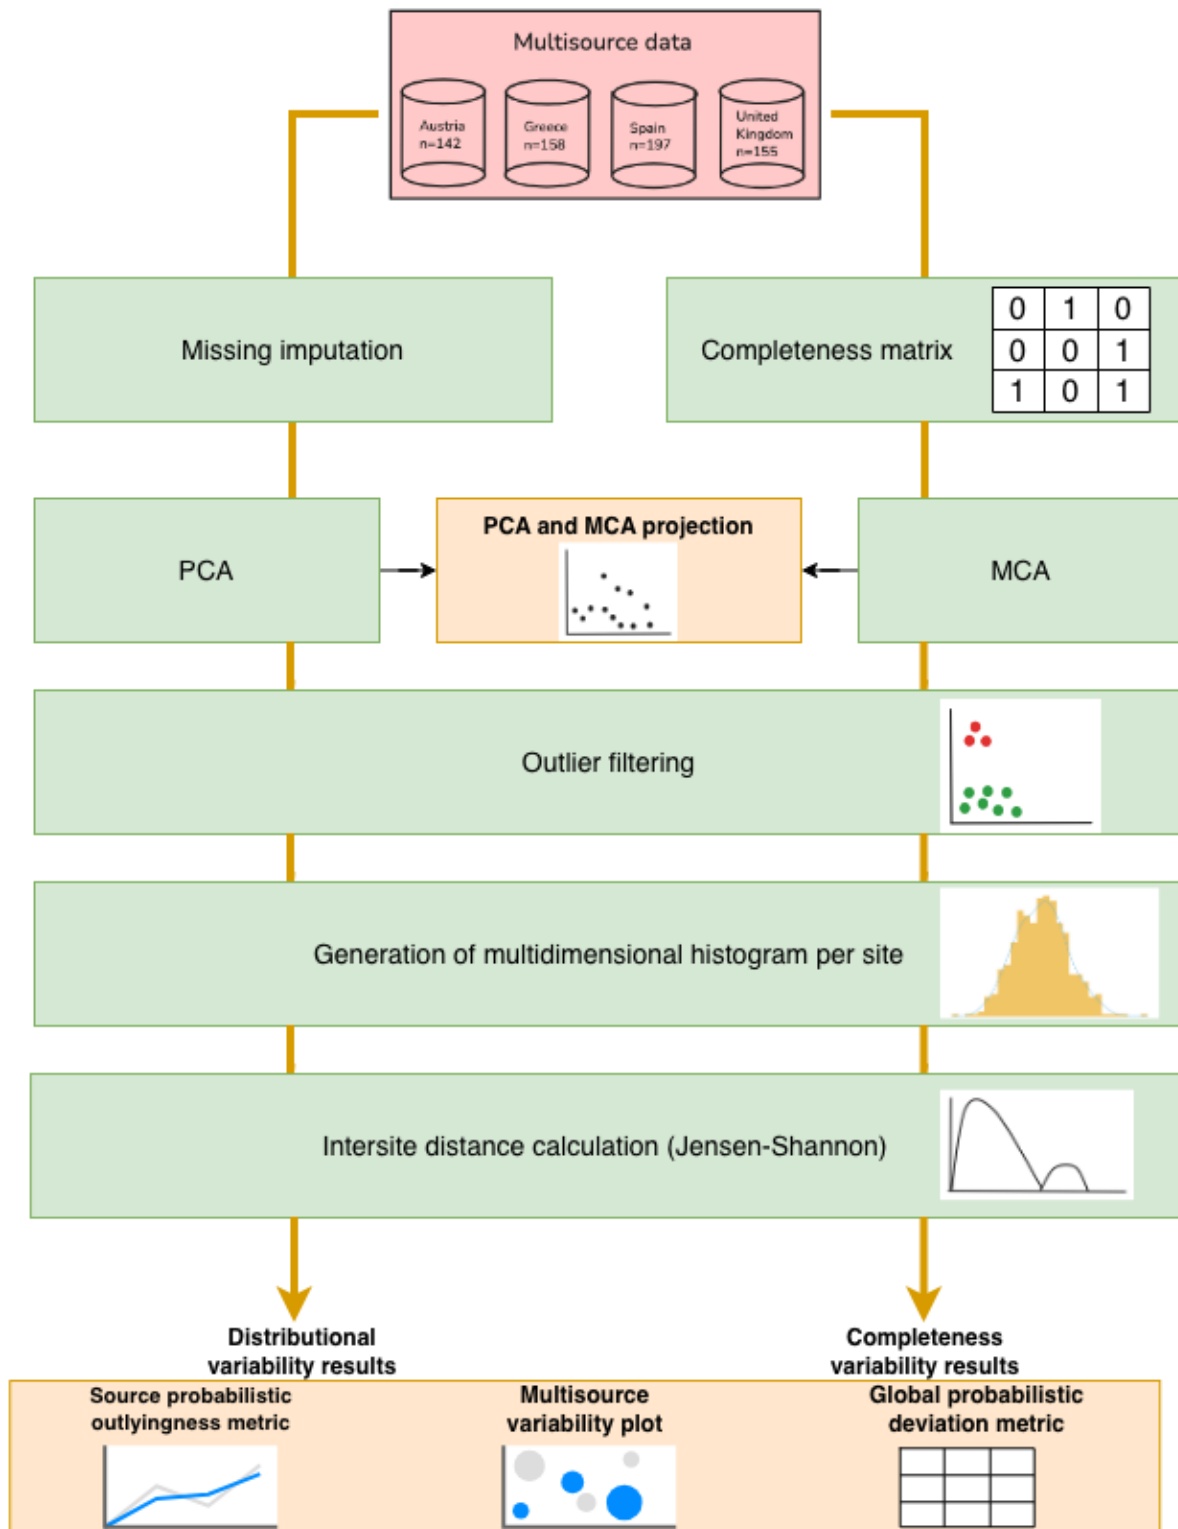 Multisource data
Austria
n=142
Greece
n=158
Spain
n=197
United
Kingdom
n=155
Missing imputation
Completeness matrix
0 1 0
0 0 1
1 0 1
PCA
PCA and MCA projection
MCA
Outlier filtering
Generation of multidimensional histogram per site
Intersite distance calculation (Jensen-Shannon)
Distributional
variability results
Completeness
variability results
Source probabilistic
outlyingness metric
Multisource
variability plot
Global probabilistic
deviation metric